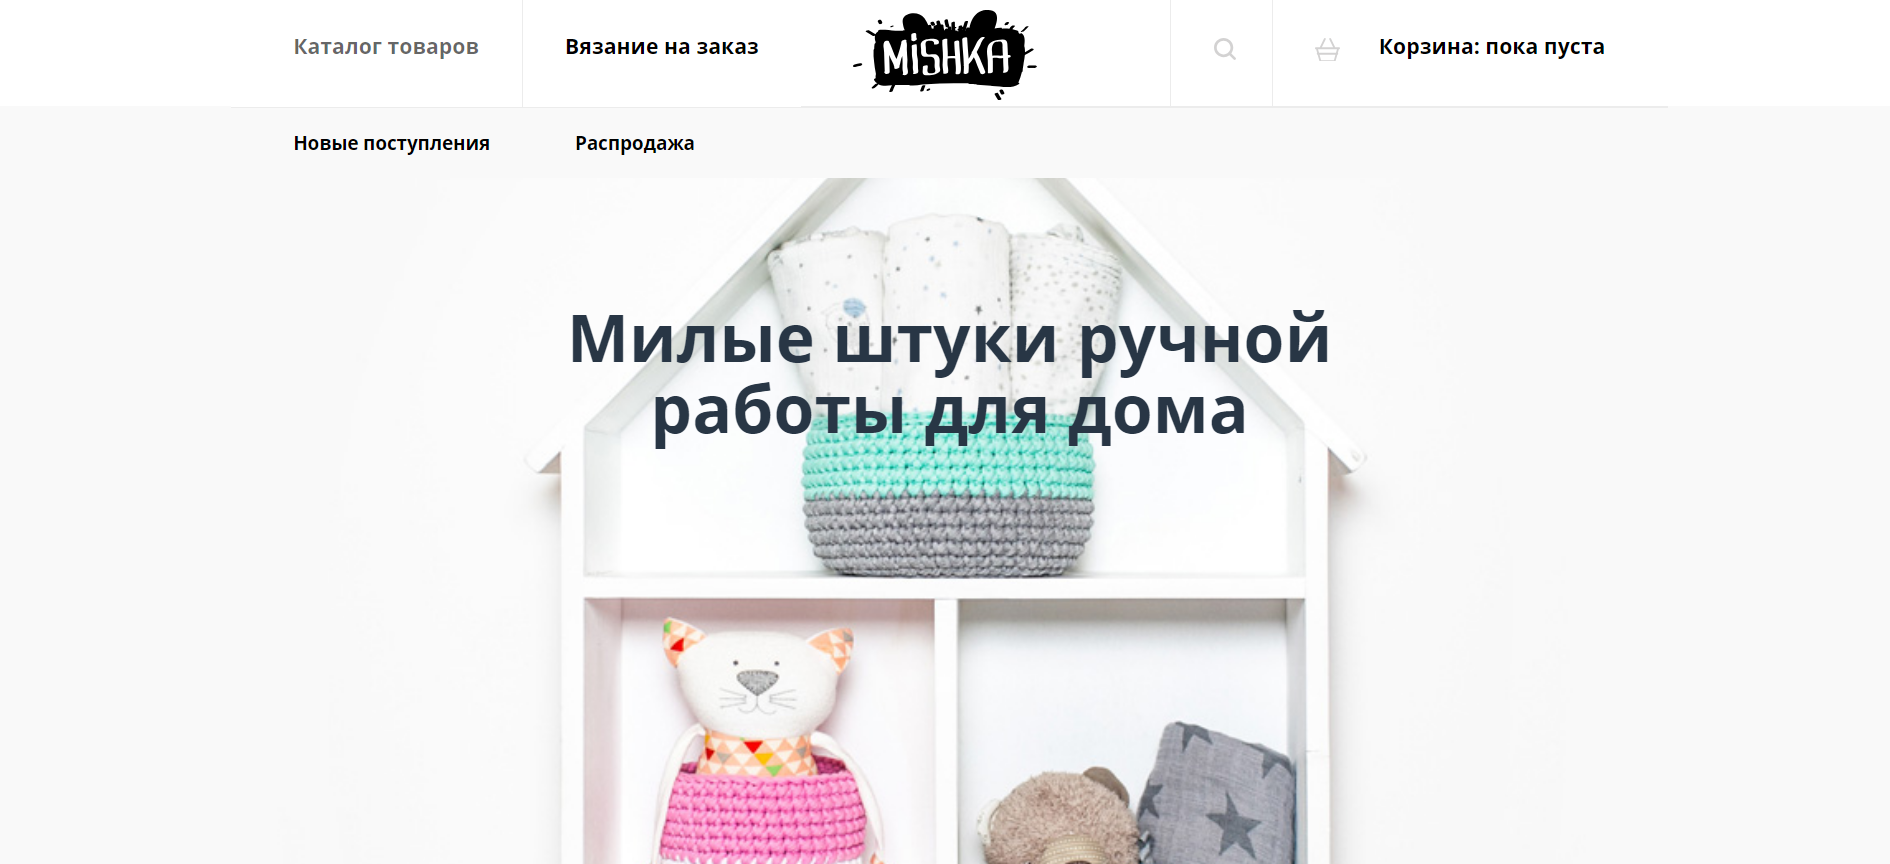 Каталог товаров
Вязание на заказ
MiSHKA
Корзина: пока пуста
Новые поступления
Распродажа
Милые штуки ручной
работы для дома